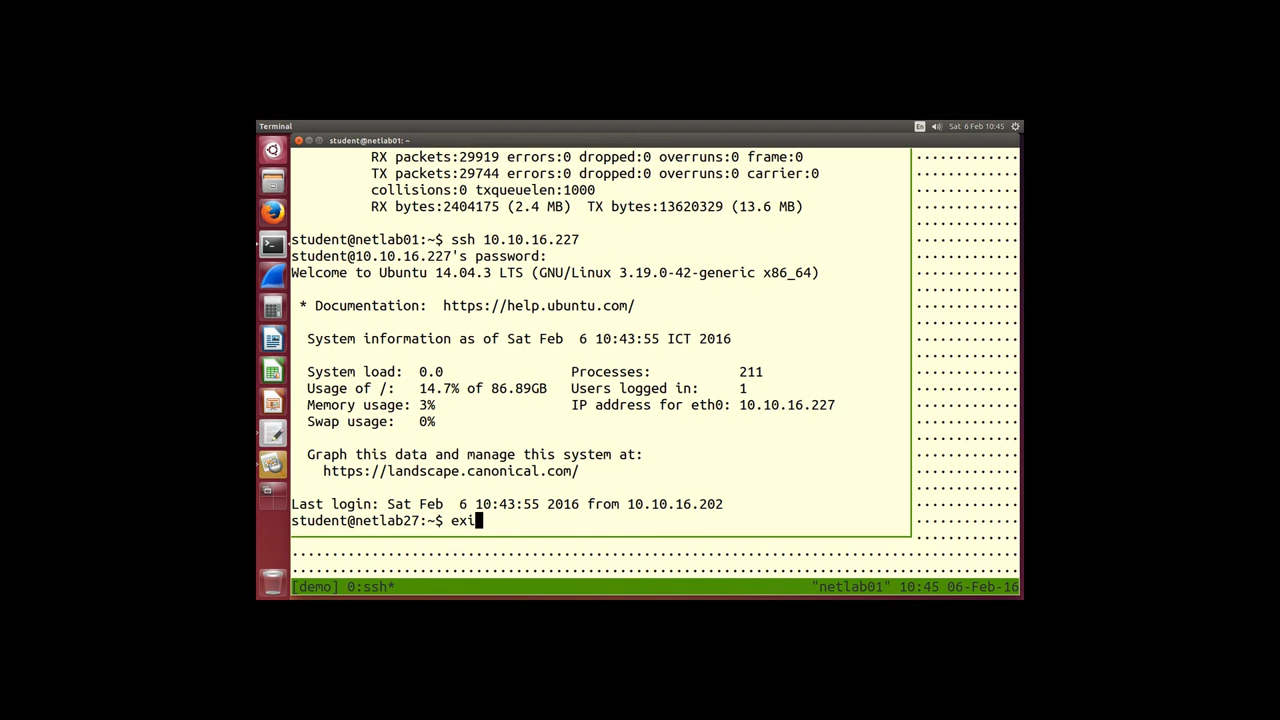 Terminal
En
Sat 6 Feb 10:45
student@netlab01: ~
RX packets:29919 errors:0 dropped:0 overruns:0 frame:0
TX packets:29744 errors:0 dropped:0 overruns:0 carrier:0
collisions:0 txqueuelen:1000
RX bytes:2404175 (2.4 MB)  TX bytes:13620329 (13.6 MB)
student@netlab01:~$ ssh 10.10.16.227
student@10.10.16.227's password:
Welcome to Ubuntu 14.04.3 LTS (GNU/Linux 3.19.0-42-generic x86_64)
* Documentation:  https://help.ubuntu.com/
System information as of Sat Feb  6 10:43:55 ICT 2016
System load:  0.0                Processes:           211
Usage of /:   14.7% of 86.89GB   Users logged in:     1
Memory usage: 3%                 IP address for eth0: 10.10.16.227
Swap usage:   0%
Graph this data and manage this system at:
https://landscape.canonical.com/
Last login: Sat Feb  6 10:43:55 2016 from 10.10.16.202
student@netlab27:~$ exi
[demo] 0:ssh*                    "netlab01" 10:45 06-Feb-16